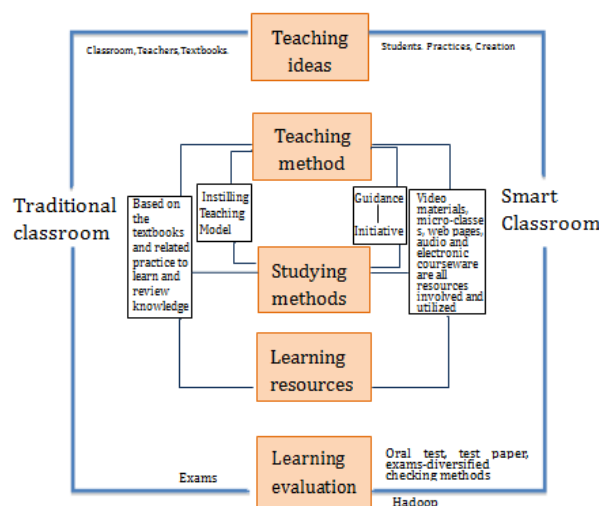 Teaching
ideas
Classroom, Teachers, Textbooks.
Students. Practices, Creation
Teaching
method
Traditional
classroom
Based on
the
textbooks
and related
practice to
learn and
review
knowledge
Instilling
Teaching
Model
Guidance
Initiative
Video
materials,
micro-classe
s, web pages,
audio and
electronic
courseware
are all
resources
involved and
utilized
Smart
Classroom
Studying
methods
Learning
resources
Learning
evaluation
Exams
Oral test, test paper,
exams-diversified
checking methods
Hadoop